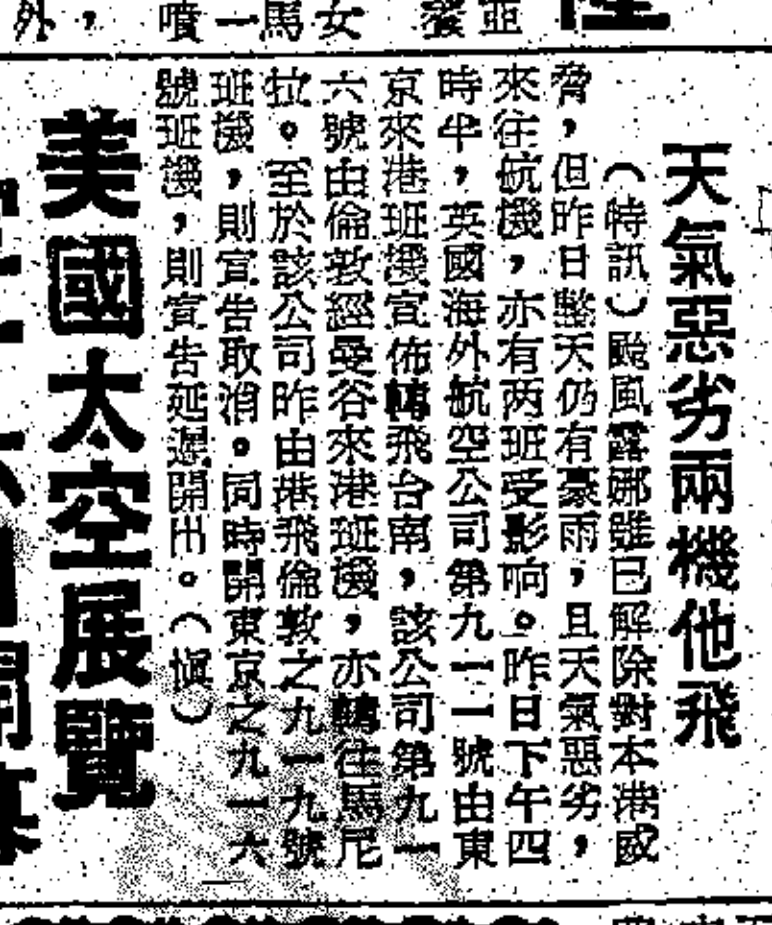 天氣惡劣兩機他飛
（特訊）颱風露娜雖已解除對本港威
脅，但昨日整天仍有豪雨，且天氣惡劣，
來往航機，亦有两班受影响。昨日下午四
時半，英國海外航空公司第九一一號由東
京來港班機宣佈轉飛台南，該公司第九一
六號由倫敦經曼谷來港班機，亦轉往馬尼
拉。至於該公司昨由港飛倫敦之九一九號
班機，則宣告取消。同時開東京之九一六
號班機，則宣告延遲開出。（愼）
美國太空展覽
外，噴一馬女